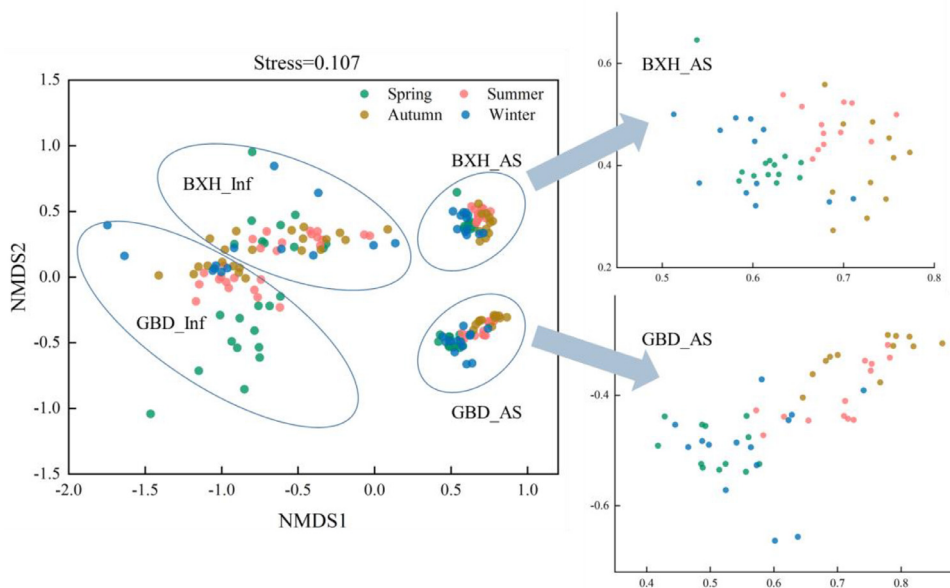 Stress=0.107
1.5
1.0
0.5
0.0
-0.5
-1.0
-1.5
NMDS2
Spring
Summer
Autumn
Winter
BXH_Inf
BXH_AS
GBD_Inf
GBD_AS
-2.0 -1.5 -1.0 -0.5 0.0 0.5 1.0
NMDS1
BXH_AS
0.6
0.4
0.2
0.5 0.6 0.7 0.8
GBD_AS
-0.4
-0.6
0.4 0.5 0.6 0.7 0.8